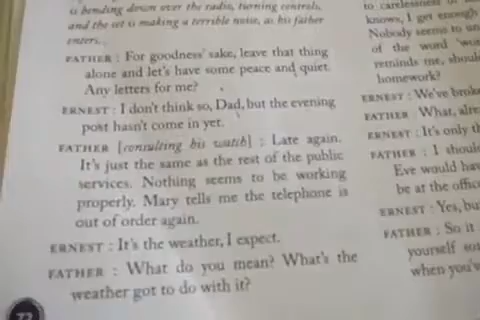 is bending down over the radio, turning controls,
and the set is making a terrible noise, as his father
enters.
FATHER : For goodness' sake, leave that thing
alone and let's have some peace and quiet.
Any letters for me?
ERNEST : I don't think so, Dad, but the evening
post hasn't come in yet.
FATHER [consulting his watch] : Late again.
It's just the same as the rest of the public
services. Nothing seems to be working
properly. Mary tells me the telephone is
out of order again.
ERNEST : It's the weather, I expect.
FATHER : What do you mean? What's the
weather got to do with it?
72
to carelessness
knows, I get enough
Nobody seems to
of the word
reminds me,
homework?
ERNEST : We've
FATHER : What,
ERNEST : It's only
FATHER : I
Eve would
be at the
ERNEST : Yes,
FATHER : So it
yourself
when